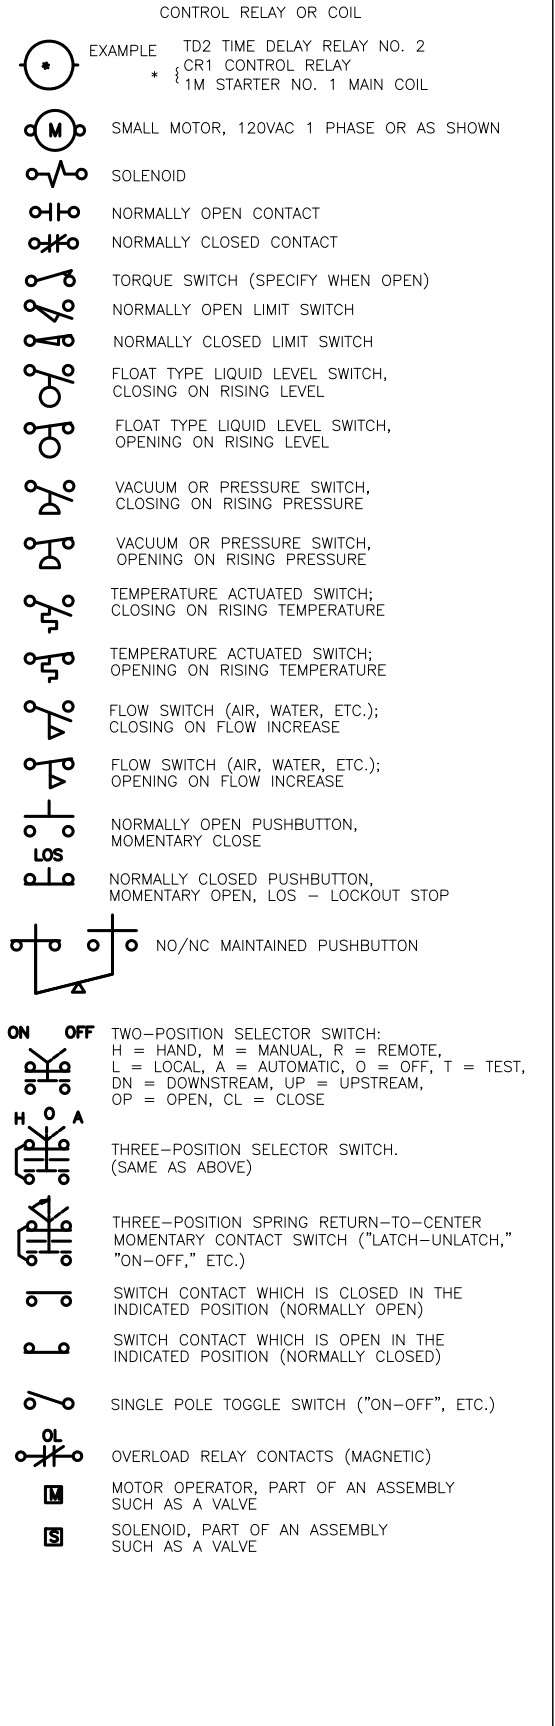 CONTROL RELAY OR COIL
EXAMPLE TD2 TIME DELAY RELAY NO. 2
* { CR1 CONTROL RELAY
1M STARTER NO. 1 MAIN COIL
*
M SMALL MOTOR, 120VAC 1 PHASE OR AS SHOWN
SOLENOID
NORMALLY OPEN CONTACT
NORMALLY CLOSED CONTACT
TORQUE SWITCH (SPECIFY WHEN OPEN)
NORMALLY OPEN LIMIT SWITCH
NORMALLY CLOSED LIMIT SWITCH
FLOAT TYPE LIQUID LEVEL SWITCH,
CLOSING ON RISING LEVEL
FLOAT TYPE LIQUID LEVEL SWITCH,
OPENING ON RISING LEVEL
VACUUM OR PRESSURE SWITCH,
CLOSING ON RISING PRESSURE
VACUUM OR PRESSURE SWITCH,
OPENING ON RISING PRESSURE
TEMPERATURE ACTUATED SWITCH;
CLOSING ON RISING TEMPERATURE
TEMPERATURE ACTUATED SWITCH;
OPENING ON RISING TEMPERATURE
FLOW SWITCH (AIR, WATER, ETC.);
CLOSING ON FLOW INCREASE
FLOW SWITCH (AIR, WATER, ETC.);
OPENING ON FLOW INCREASE
NORMALLY OPEN PUSHBUTTON,
MOMENTARY CLOSE
LOS
NORMALLY CLOSED PUSHBUTTON,
MOMENTARY OPEN, LOS – LOCKOUT STOP
NO/NC MAINTAINED PUSHBUTTON
ON OFF TWO–POSITION SELECTOR SWITCH:
H = HAND, M = MANUAL, R = REMOTE,
L = LOCAL, A = AUTOMATIC, O = OFF, T = TEST,
DN = DOWNSTREAM, UP = UPSTREAM,
OP = OPEN, CL = CLOSE
H O A
THREE–POSITION SELECTOR SWITCH.
(SAME AS ABOVE)
THREE–POSITION SPRING RETURN–TO–CENTER
MOMENTARY CONTACT SWITCH ("LATCH–UNLATCH,"
"ON–OFF," ETC.)
SWITCH CONTACT WHICH IS CLOSED IN THE
INDICATED POSITION (NORMALLY OPEN)
SWITCH CONTACT WHICH IS OPEN IN THE
INDICATED POSITION (NORMALLY CLOSED)
SINGLE POLE TOGGLE SWITCH ("ON–OFF", ETC.)
OL
OVERLOAD RELAY CONTACTS (MAGNETIC)
M MOTOR OPERATOR, PART OF AN ASSEMBLY
SUCH AS A VALVE
S SOLENOID, PART OF AN ASSEMBLY
SUCH AS A VALVE